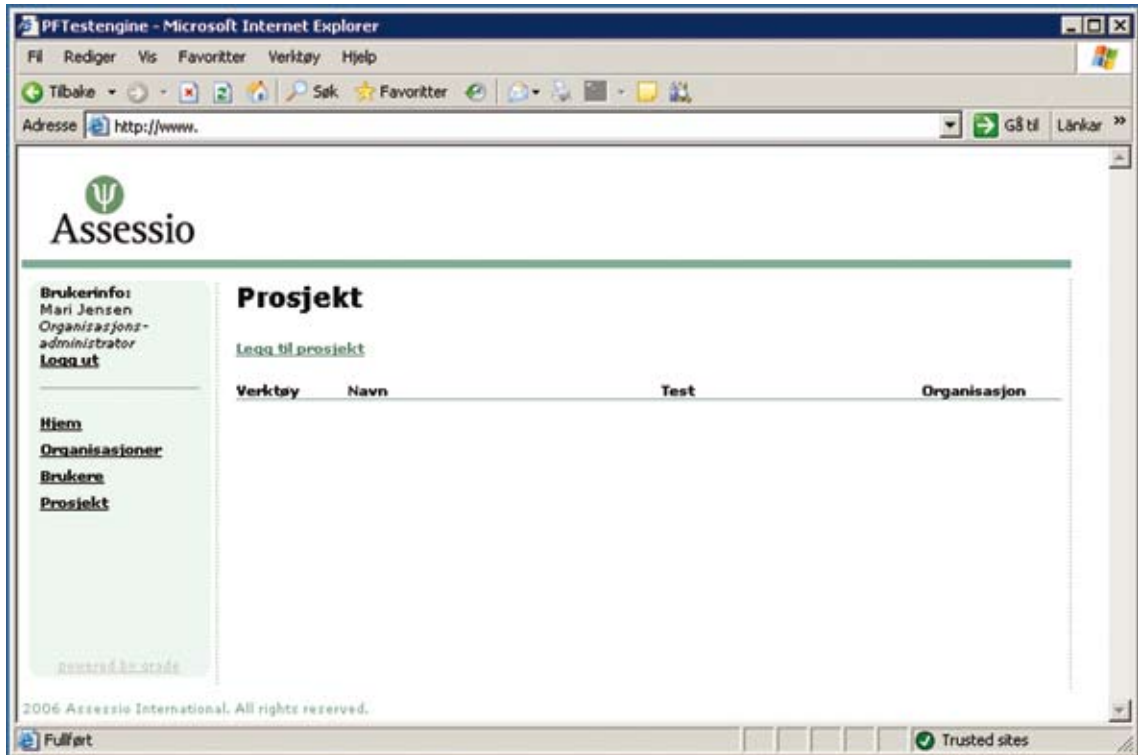 PFTestengine - Microsoft Internet Explorer
Fil Rediger Vis Favoritter Verktøy Hjelp
Tilbake Søk Favoritter
Adresse http://www. Gå til Länkar »
Ψ
Assessio
Brukerinfo:
Mari Jensen
Organisasjons-
administrator
Logg ut
Hjem
Organisasjoner
Brukere
Prosjekt
powered by grade
Prosjekt
Legg til prosjekt
Verktøy Navn Test Organisasjon
2006 Assessio International. All rights reserved.
Fullført Trusted sites